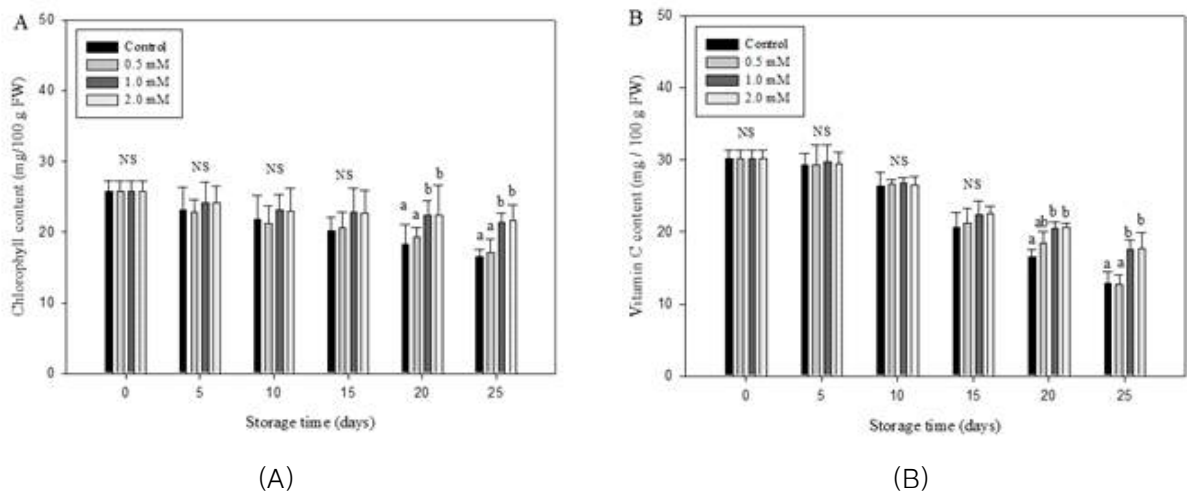 A
50
40
30
20
10
0
Chlorophyll content (mg/100 g FW)
Control
0.5 mM
1.0 mM
2.0 mM
NS
NS
NS
NS
a a b b
a a b b
0 5 10 15 20 25
Storage time (days)
(A)
B
50
40
30
20
10
0
Vitamin C content (mg / 100 g FW)
Control
0.5 mM
1.0 mM
2.0 mM
NS
NS
NS
NS
a ab b b
a a b b
0 5 10 15 20 25
Storage time (days)
(B)